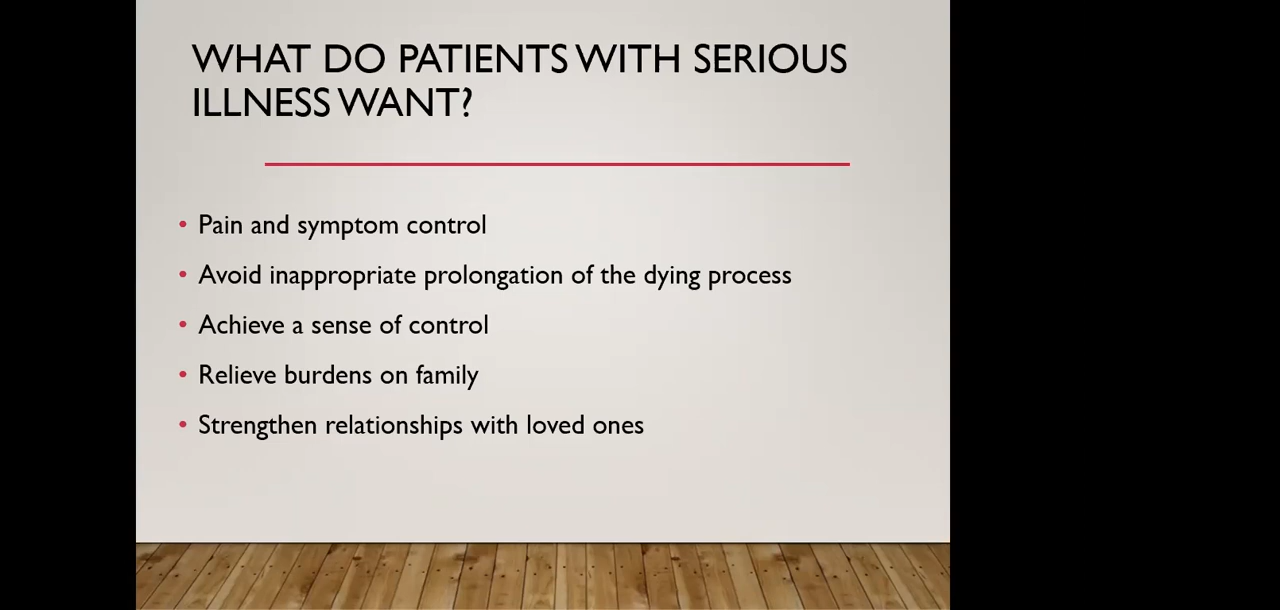 WHAT DO PATIENTS WITH SERIOUS
ILLNESS WANT?
• Pain and symptom control
• Avoid inappropriate prolongation of the dying process
• Achieve a sense of control
• Relieve burdens on family
• Strengthen relationships with loved ones